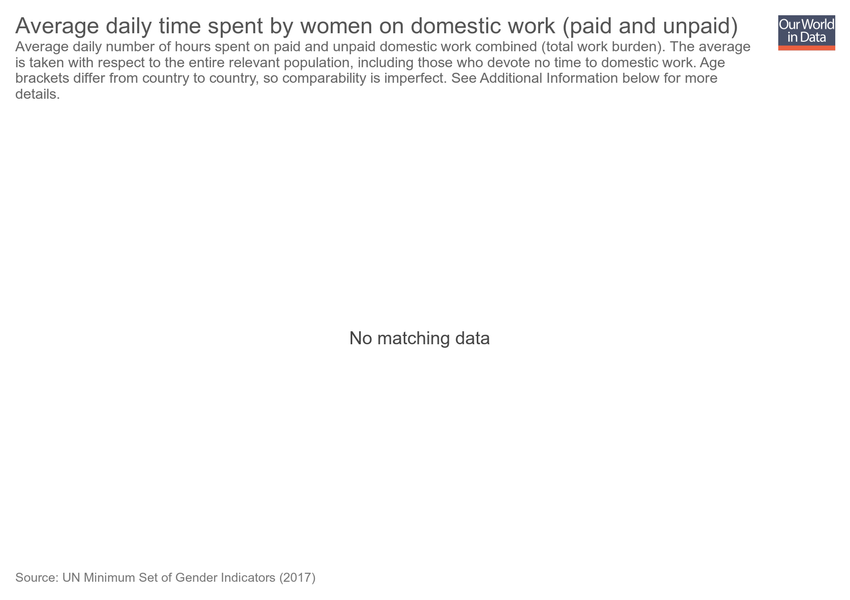 Average daily time spent by women on domestic work (paid and unpaid)
Our World
in Data
Average daily number of hours spent on paid and unpaid domestic work combined (total work burden). The average
is taken with respect to the entire relevant population, including those who devote no time to domestic work. Age
brackets differ from country to country, so comparability is imperfect. See Additional Information below for more
details.
No matching data
Source: UN Minimum Set of Gender Indicators (2017)